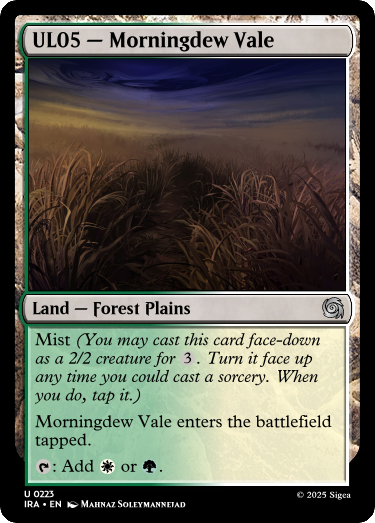 UL05 — Morningdew Vale
Land — Forest Plains
Mist (You may cast this card face-down
as a 2/2 creature for 3. Turn it face up
any time you could cast a sorcery. When
you do, tap it.)
Morningdew Vale enters the battlefield
tapped.
: Add or .
U 0223
IRA • EN Mahnaz Soleymannejad
© 2025 Sigea